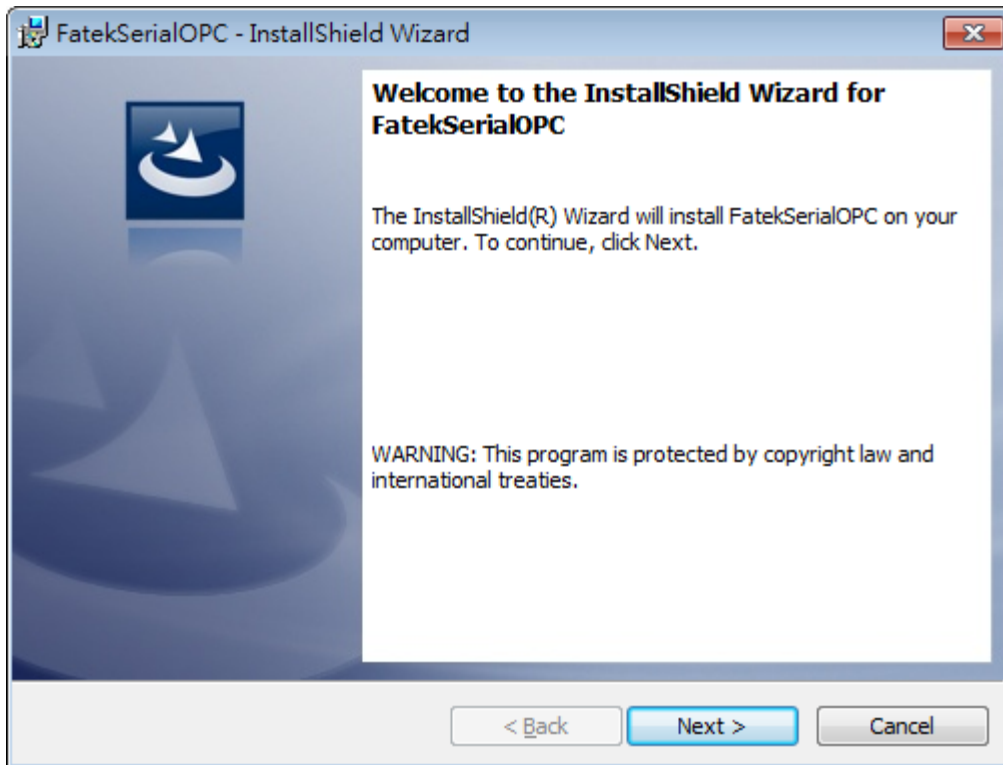 FatekSerialOPC - InstallShield Wizard
Welcome to the InstallShield Wizard for
FatekSerialOPC
The InstallShield(R) Wizard will install FatekSerialOPC on your
computer. To continue, click Next.
WARNING: This program is protected by copyright law and
international treaties.
< Back
Next >
Cancel